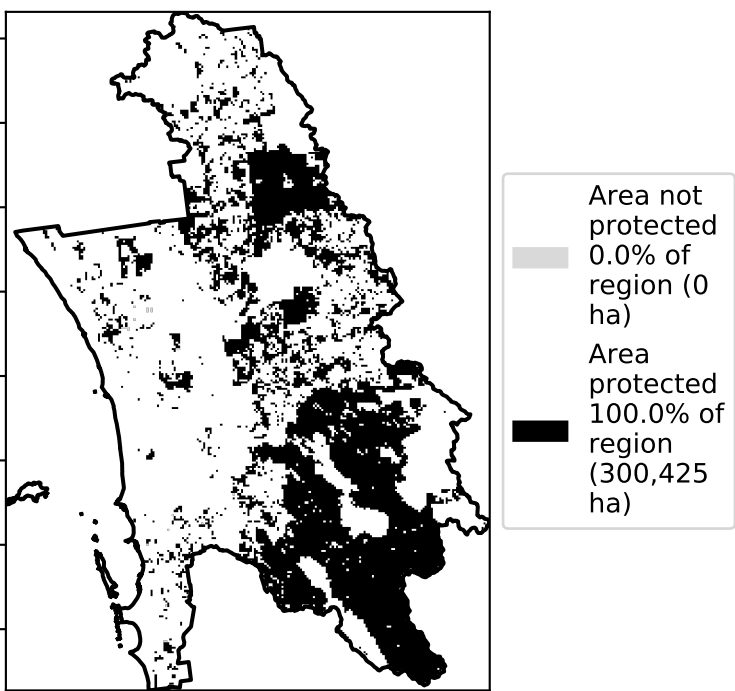 Area not
protected
0.0% of
region (0
ha)
Area
protected
100.0% of
region
(300,425
ha)